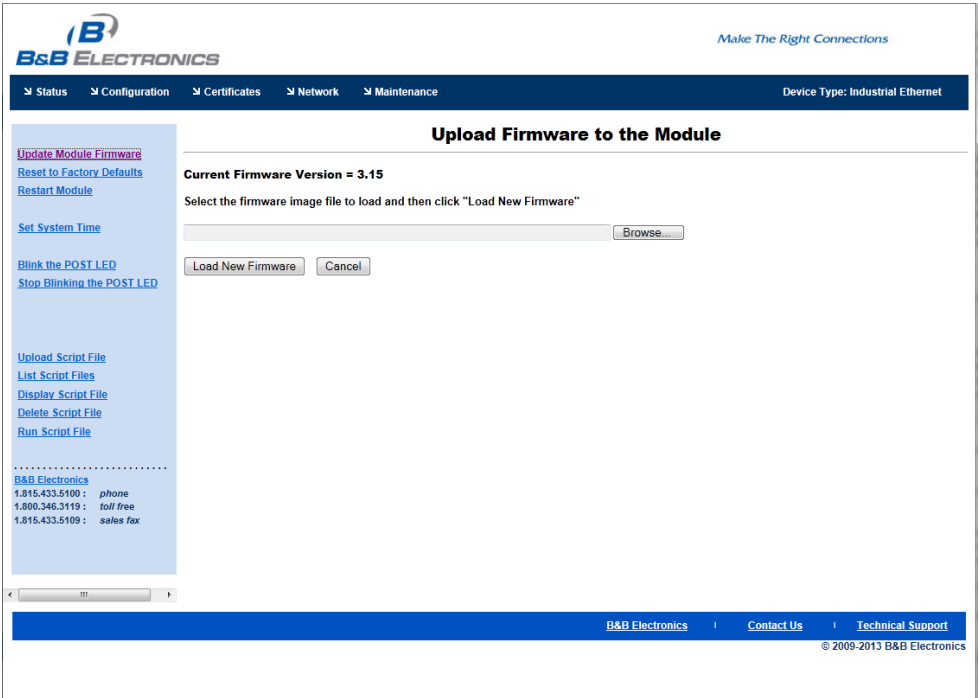 B
B&B ELECTRONICS
Make The Right Connections
Status Configuration Certificates Network Maintenance Device Type: Industrial Ethernet
Upload Firmware to the Module
Update Module Firmware
Reset to Factory Defaults
Restart Module
Set System Time
Blink the POST LED
Stop Blinking the POST LED
Upload Script File
List Script Files
Display Script File
Delete Script File
Run Script File
B&B Electronics
1.815.433.5100 : phone
1.800.346.3119 : toll free
1.815.433.5109 : sales fax
Current Firmware Version = 3.15
Select the firmware image file to load and then click "Load New Firmware"
Browse...
Load New Firmware Cancel
B&B Electronics | Contact Us | Technical Support
© 2009-2013 B&B Electronics